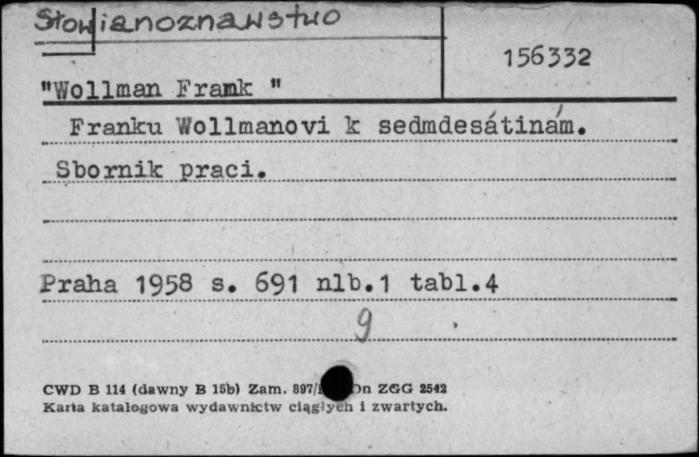 Słowianoznawstwo
156332
"Wollman Frank "
Franku Wollmanovi k sedmdesátinám.
Sbornik praci.
Praha 1958 s. 691 nlb.1 tabl.4
9
CWD B 114 (dawny B 15b) Zam. 897/ Dn ZGG 2542
Karta katalogowa wydawnictw ciągłych i zwartych.